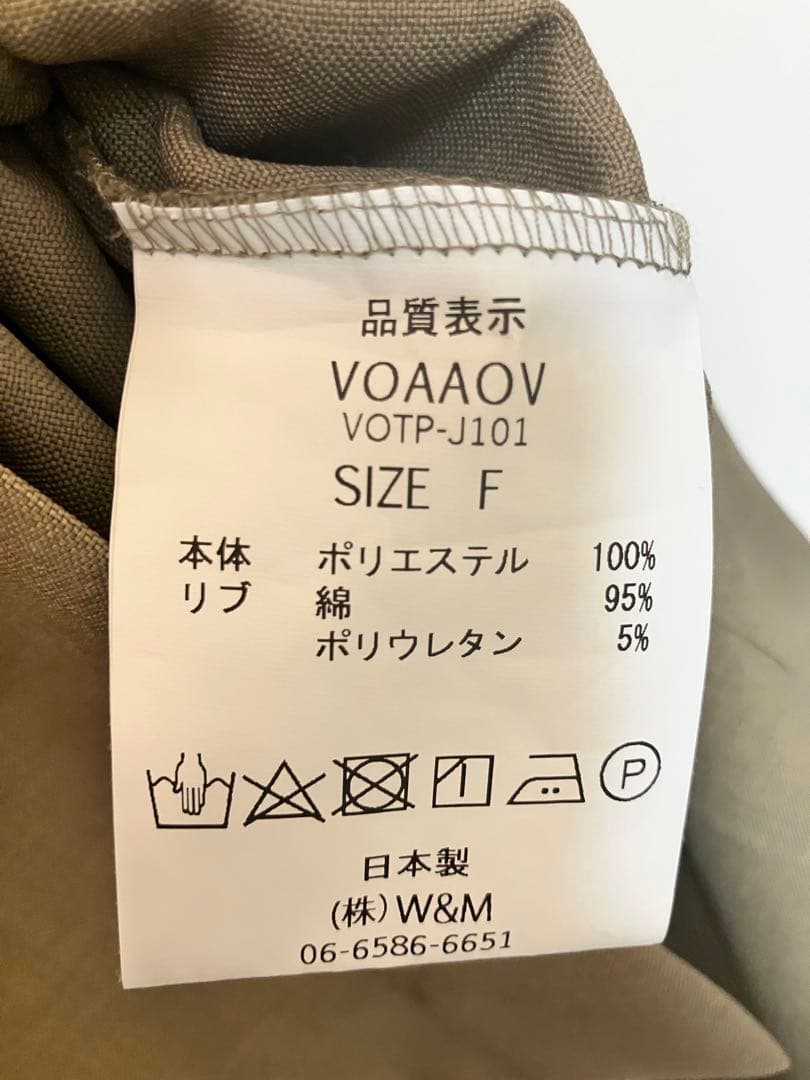 品質表示
VOAAOV
VOTP-J101
SIZE F
本体 ポリエステル 100%
リブ 綿 95%
ポリウレタン 5%
P
日本製
(株)W&M
06-6586-6651